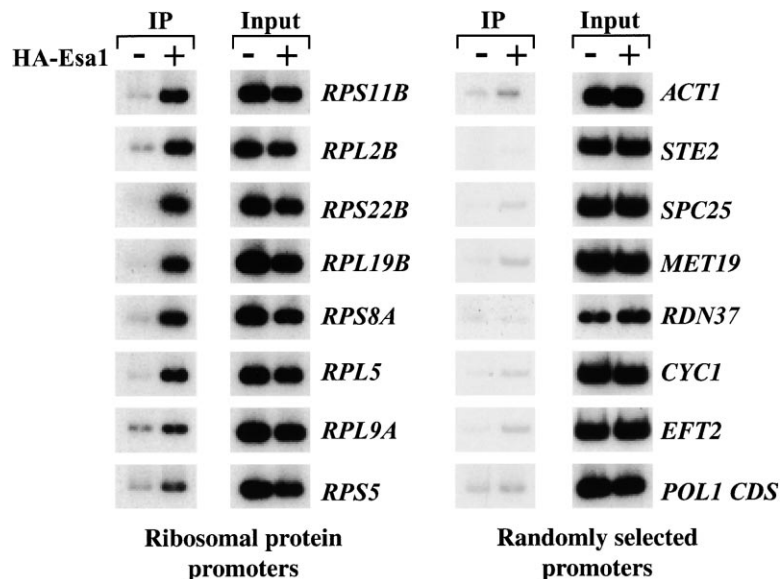 IP Input IP Input
HA-Esa1 - + - + - + - +
RPS11B ACT1
RPL2B STE2
RPS22B SPC25
RPL19B MET19
RPS8A RDN37
RPL5 CYC1
RPL9A EFT2
RPS5 POL1 CDS
Ribosomal protein Randomly selected
promoters promoters